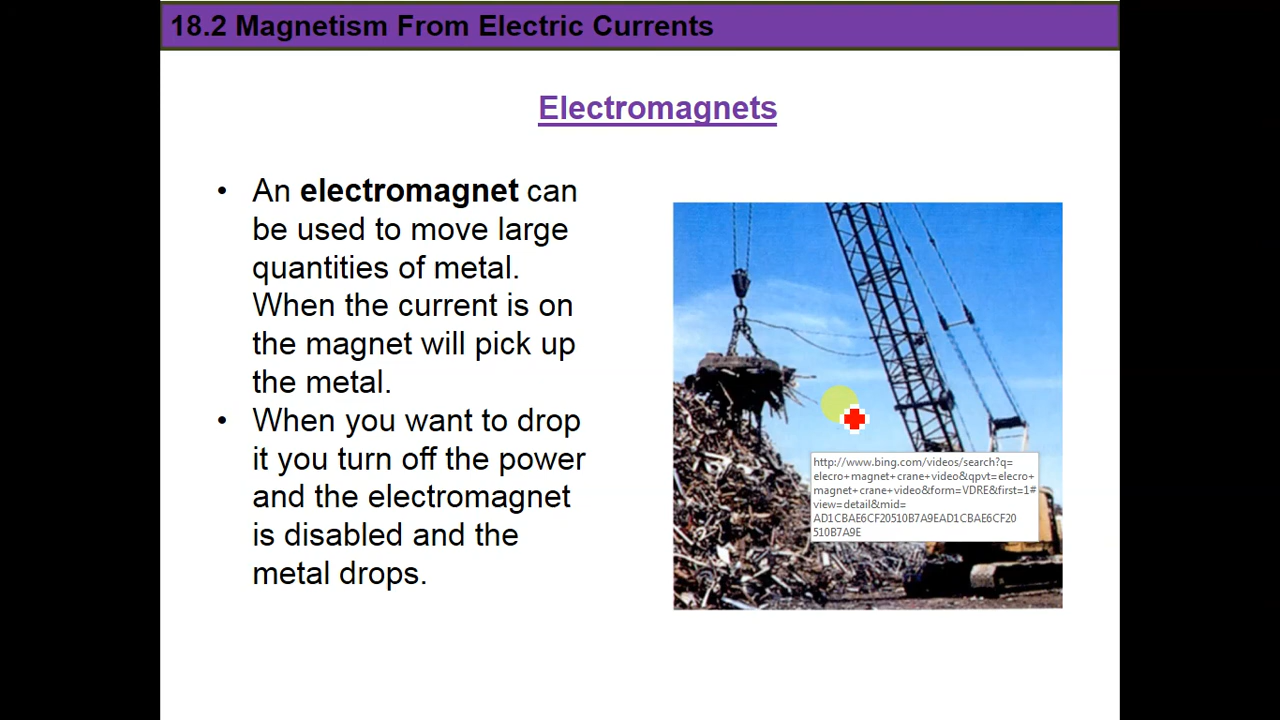 18.2 Magnetism From Electric Currents
Electromagnets
• An electromagnet can
be used to move large
quantities of metal.
When the current is on
the magnet will pick up
the metal.
• When you want to drop
it you turn off the power
and the electromagnet
is disabled and the
metal drops.
http://www.bing.com/videos/search?q=
elecro+magnet+crane+video&qpvt=elecro+
magnet+crane+video&form=VDRE&first=1#
view=detail&mid=
AD1CBAE6CF20510B7A9EAD1CBAE6CF20
510B7A9E